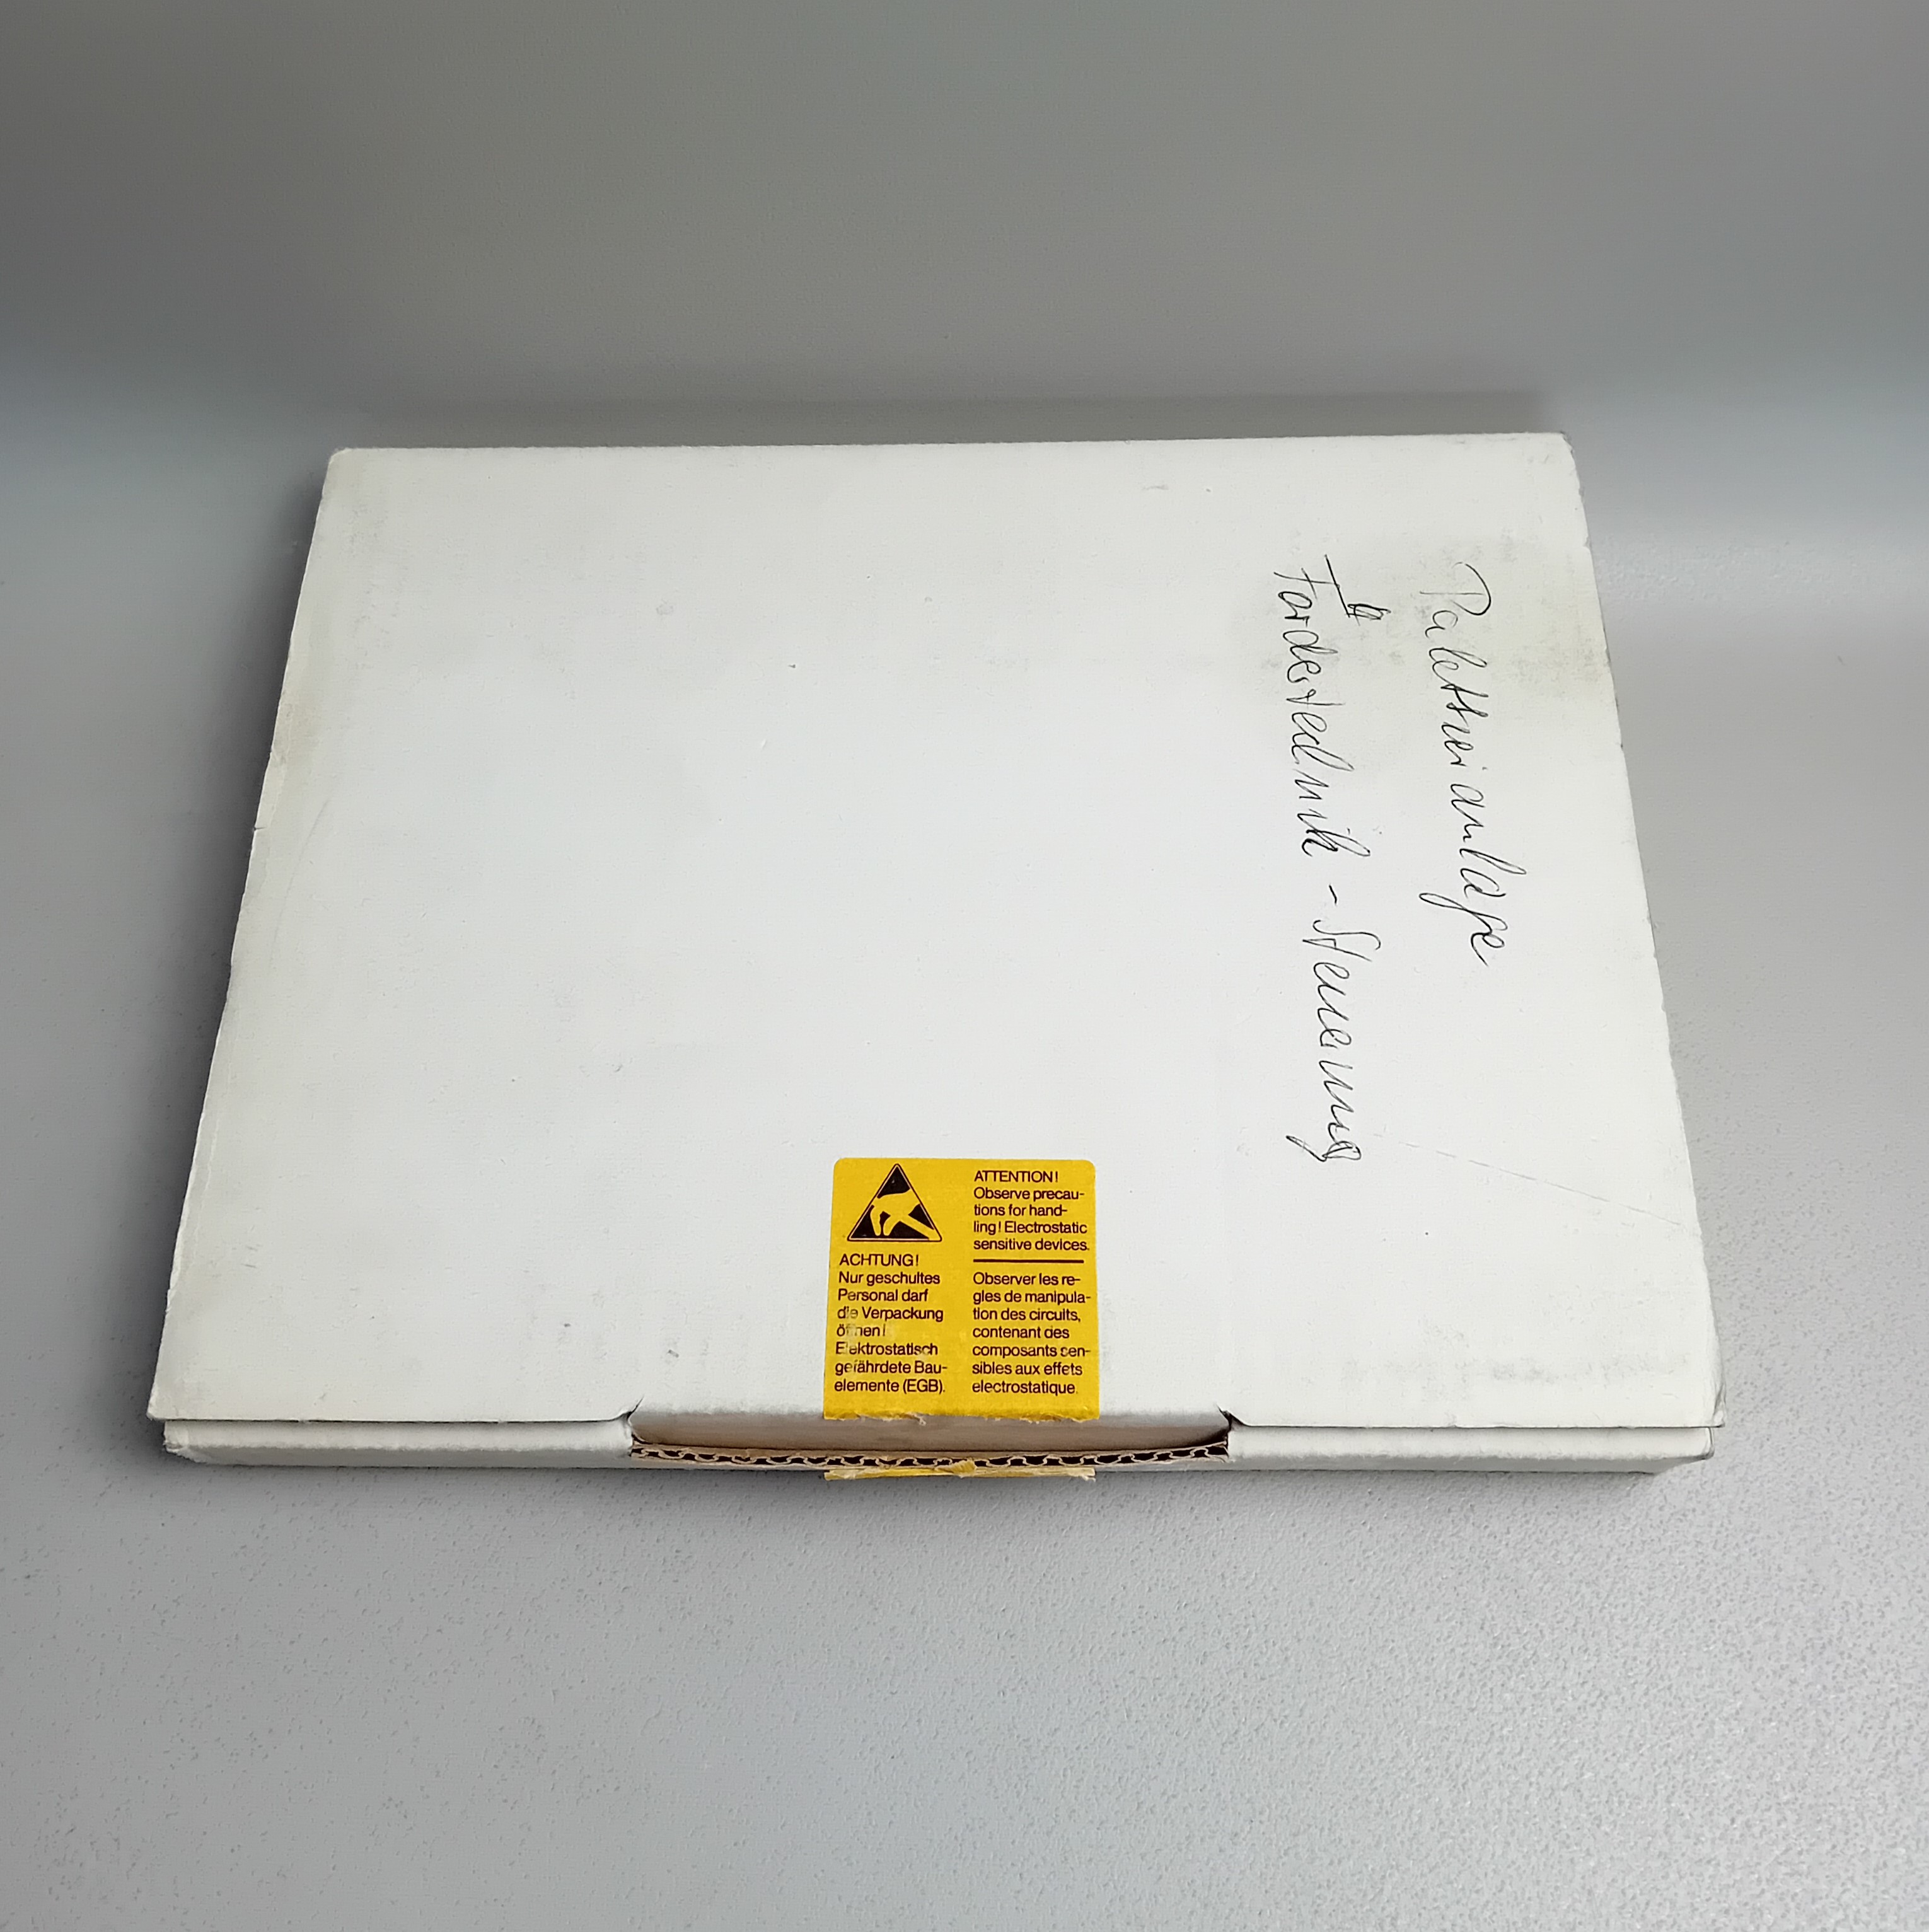 Palettieranlage
Fördertechnik - Steuerung
ACHTUNG!
Nur geschultes
Personal darf
die Verpackung
öffnen!
Elektrostatisch
gefährdete Bau-
elemente (EGB).
ATTENTION!
Observe precau-
tions for hand-
ling! Electrostatic
sensitive devices.
Observer les re-
gles de manipula-
tion des circuits,
contenant des
composants sen-
sibles aux effets
electrostatique.